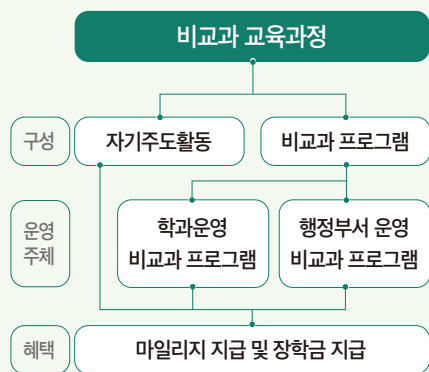 비교과 교육과정
구성
자기주도활동
비교과 프로그램
운영
주체
학과운영
비교과 프로그램
행정부서 운영
비교과 프로그램
혜택
마일리지 지급 및 장학금 지급